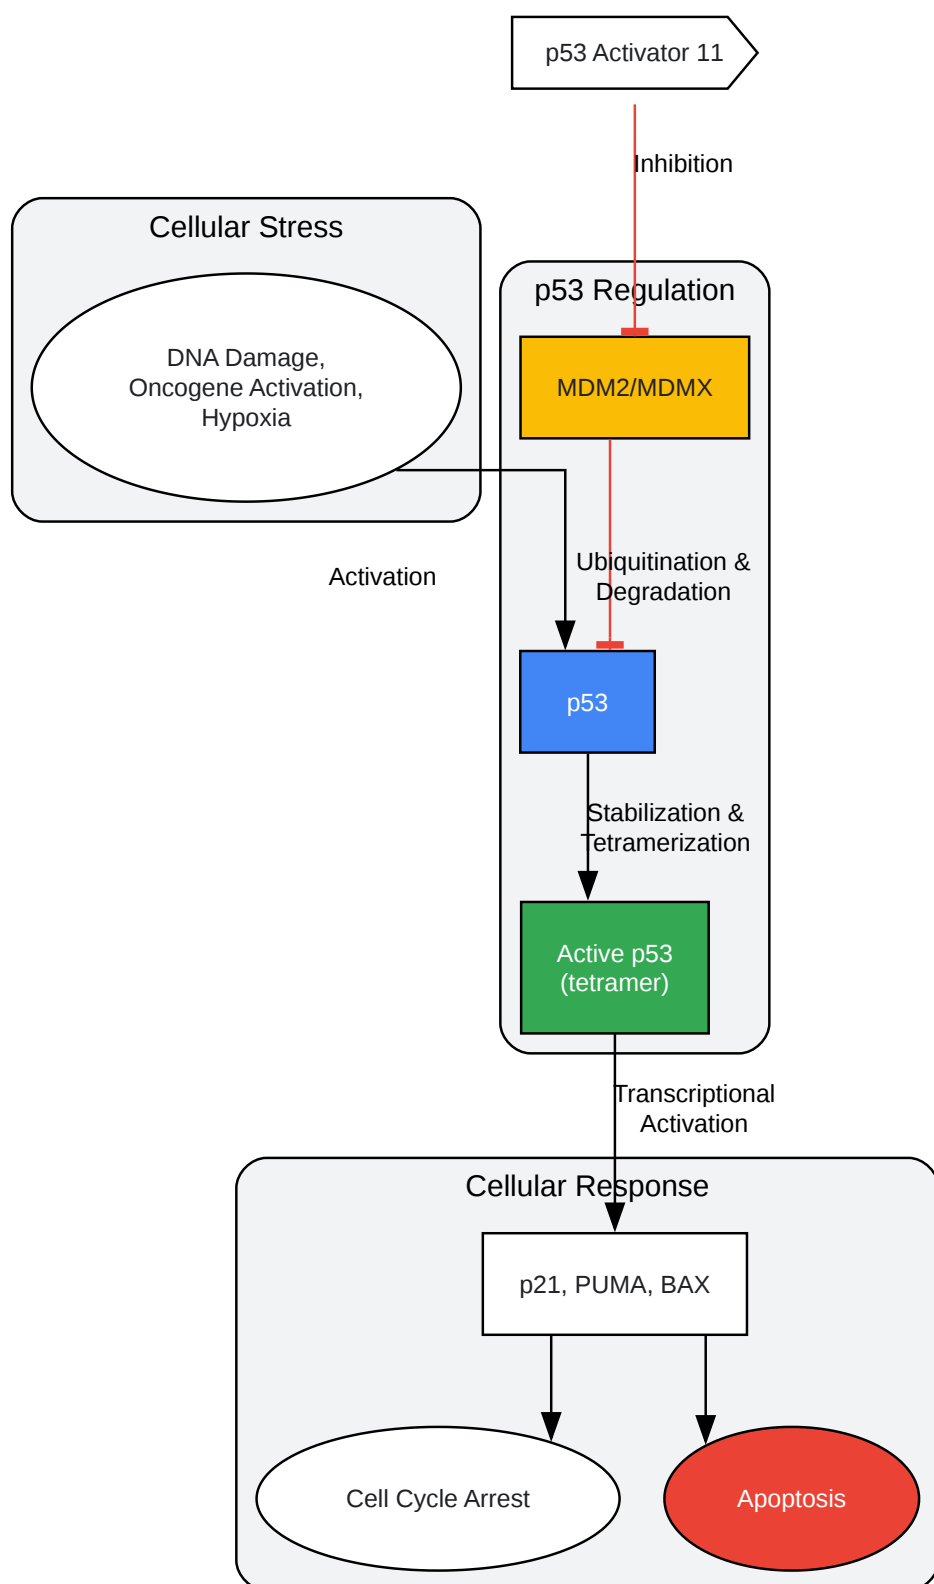 p53 Activator 11
Inhibition
Cellular Stress
DNA Damage,
Oncogene Activation,
Hypoxia
p53 Regulation
MDM2/MDMX
Activation
Ubiquitination &
Degradation
p53
Stabilization &
Tetramerization
Active p53
(tetramer)
Transcriptional
Activation
Cellular Response
p21, PUMA, BAX
Cell Cycle Arrest
Apoptosis